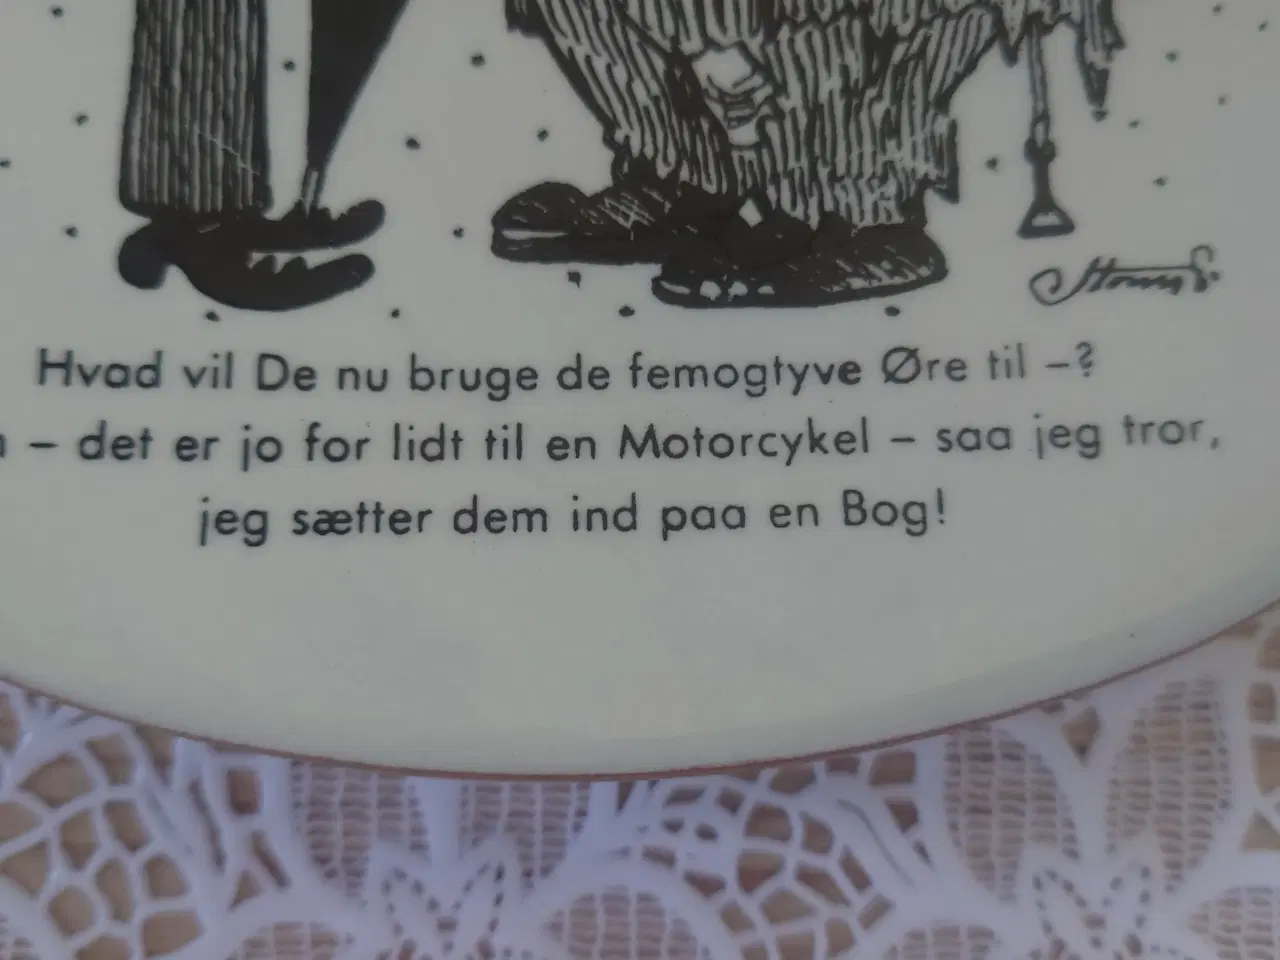 Storm P.
Hvad vil De nu bruge de femogtyve Øre til –?
– det er jo for lidt til en Motorcykel – saa jeg tror,
jeg sætter dem ind paa en Bog!